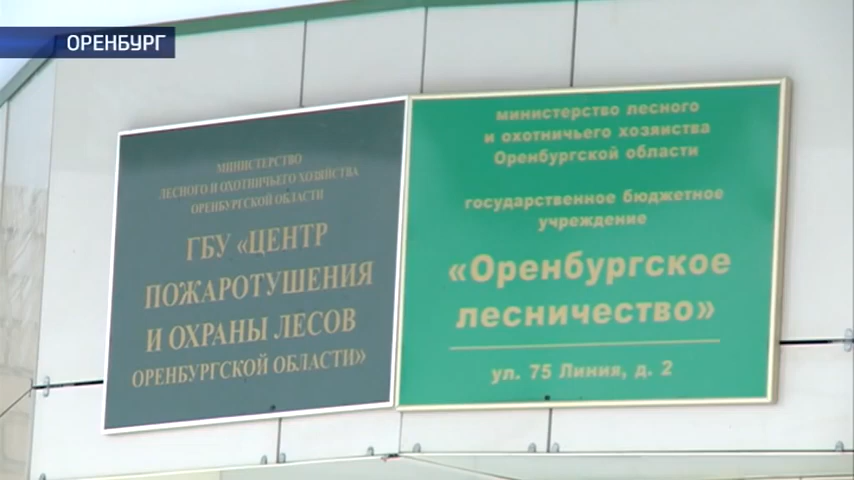 ОРЕНБУРГ
МИНИСТЕРСТВО
ЛЕСНОГО И ОХОТНИЧЬЕГО ХОЗЯЙСТВА
ОРЕНБУРГСКОЙ ОБЛАСТИ
ГБУ «ЦЕНТР
ПОЖАРОТУШЕНИЯ
И ОХРАНЫ ЛЕСОВ
ОРЕНБУРГСКОЙ ОБЛАСТИ»
министерство лесного
и охотничьего хозяйства
Оренбургской области
государственное бюджетное
учреждение
«Оренбургское
лесничество»
ул. 75 Линия, д. 2